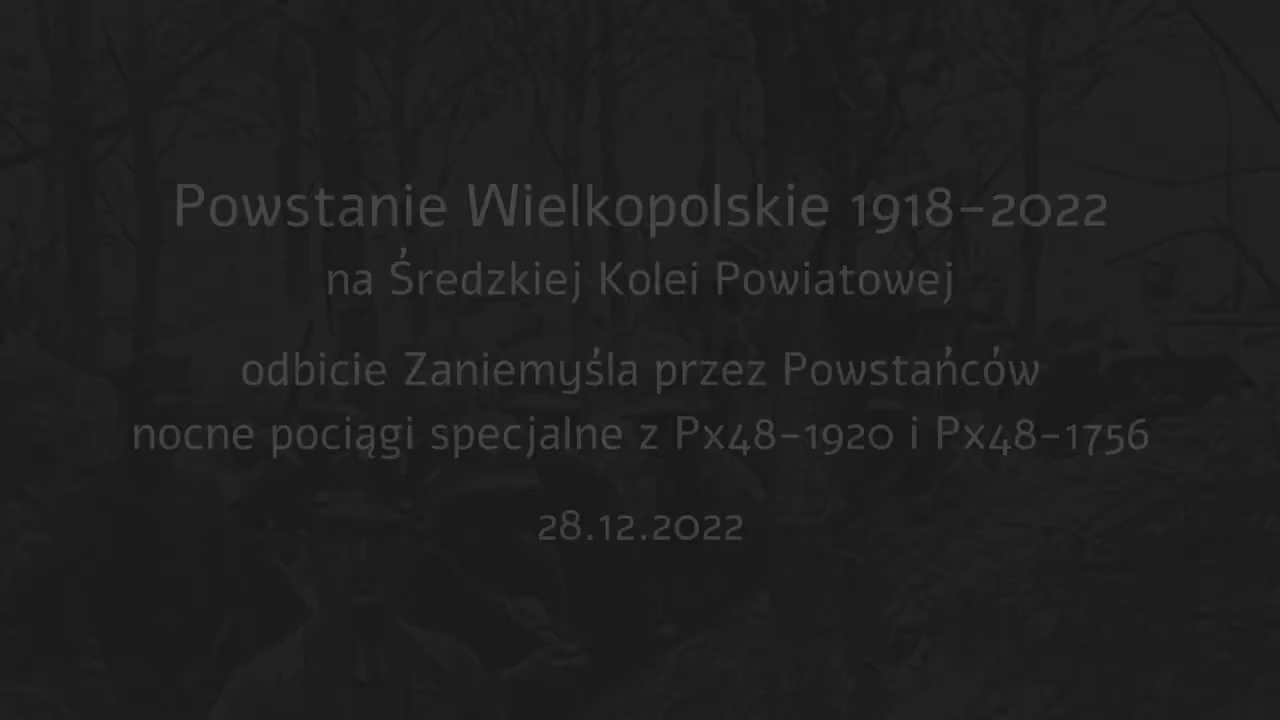 Powstanie Wielkopolskie 1918-2022
na Średzkiej Kolei Powiatowej
odbicie Zaniemyśla przez Powstańców
nocne pociągi specjalne z Px48-1920 i Px48-1756
28.12.2022